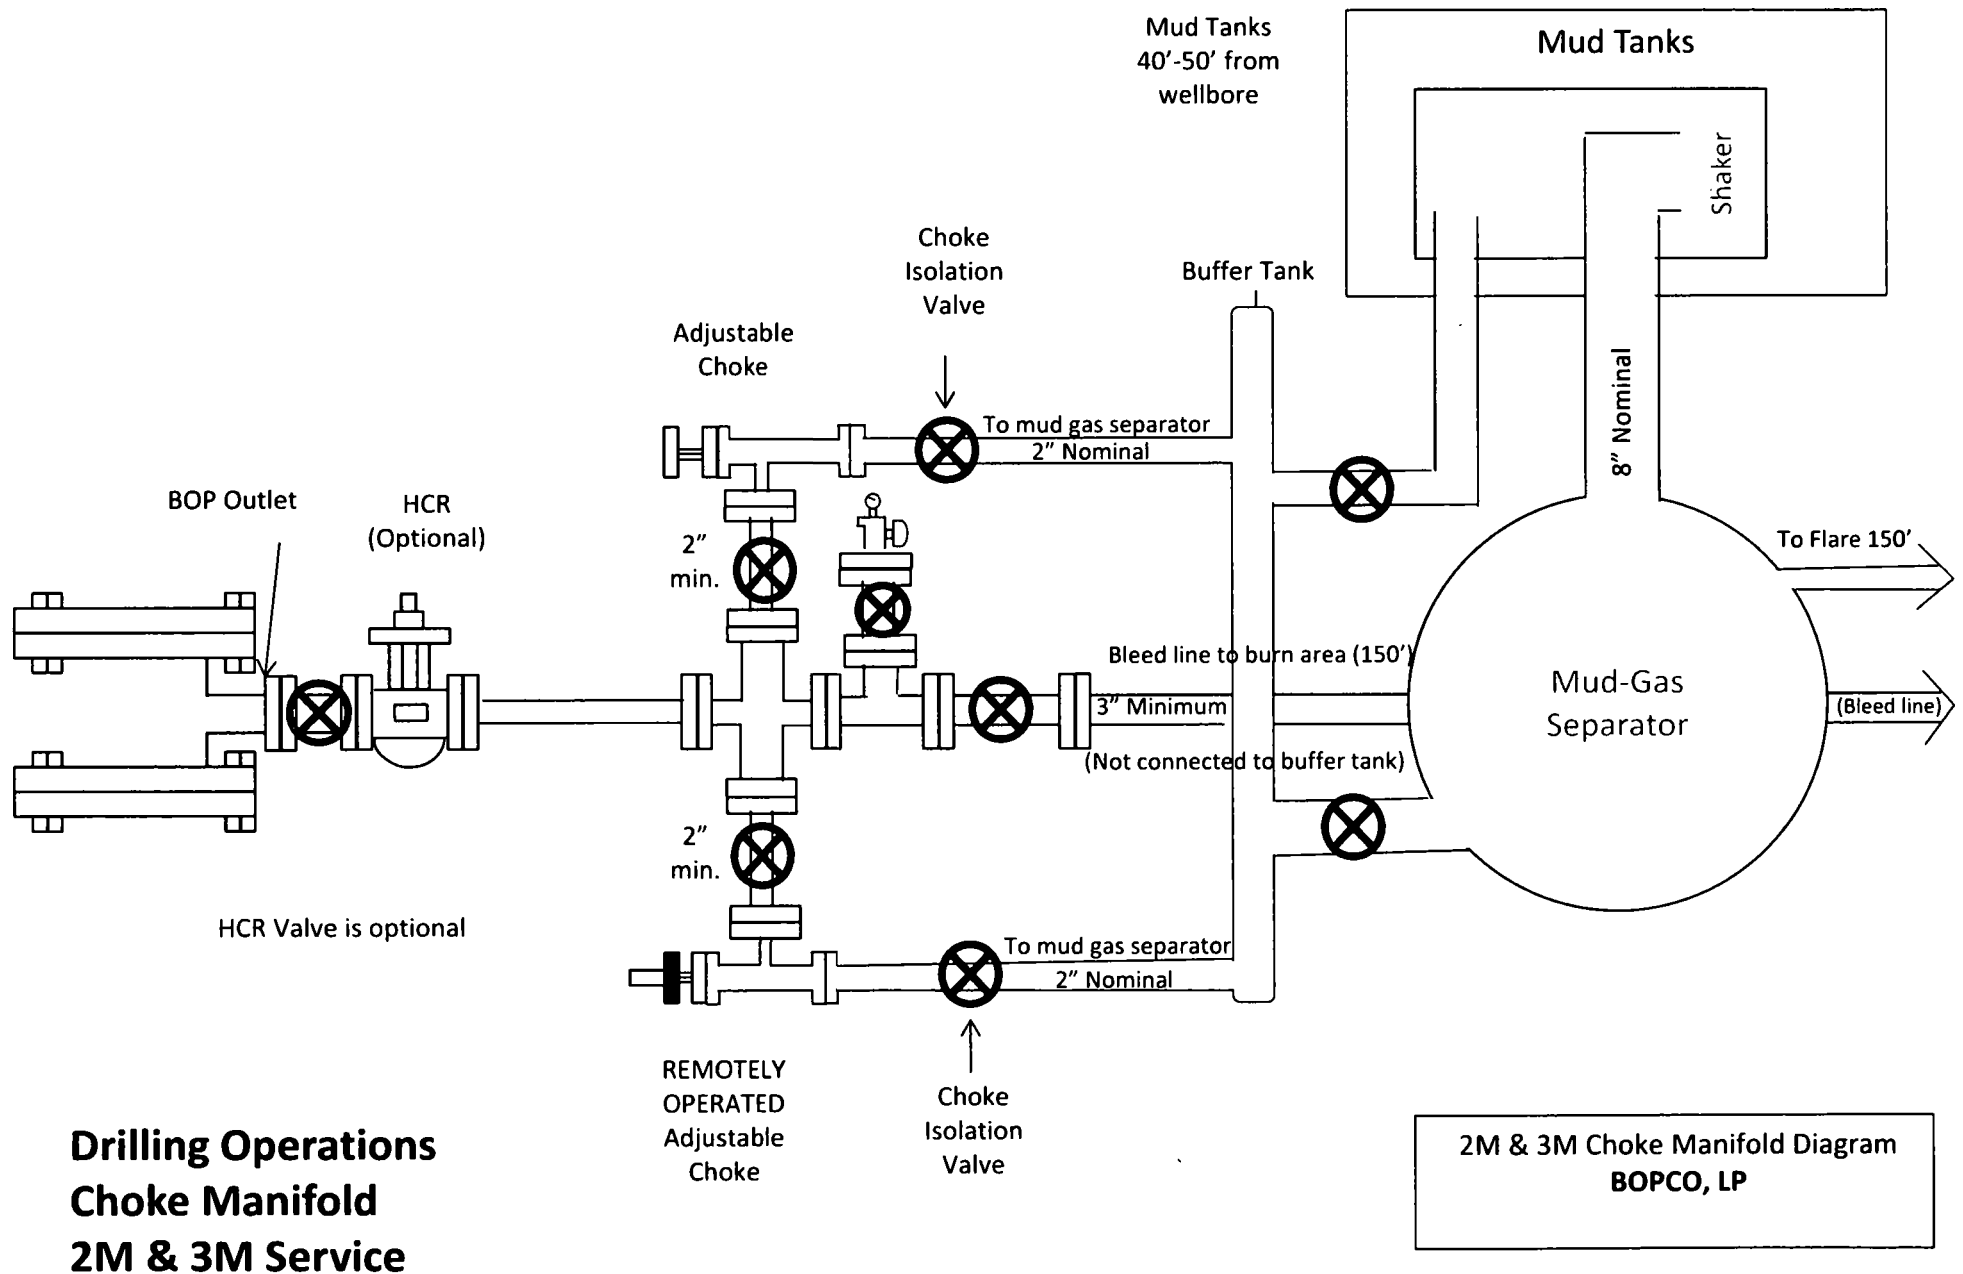 Mud Tanks
40’-50’ from
wellbore
Mud Tanks
Shaker
Choke
Isolation
Valve
Buffer Tank
Adjustable
Choke
8” Nominal
To mud gas separator
2” Nominal
BOP Outlet
HCR
(Optional)
2”
min.
To Flare 150’
Bleed line to burn area (150’)
3” Minimum
(Not connected to buffer tank)
Mud-Gas
Separator
(Bleed line)
2”
min.
HCR Valve is optional
To mud gas separator
2” Nominal
REMOTELY
OPERATED
Adjustable
Choke
Choke
Isolation
Valve
Drilling Operations
Choke Manifold
2M & 3M Service
2M & 3M Choke Manifold Diagram
BOPCO, LP